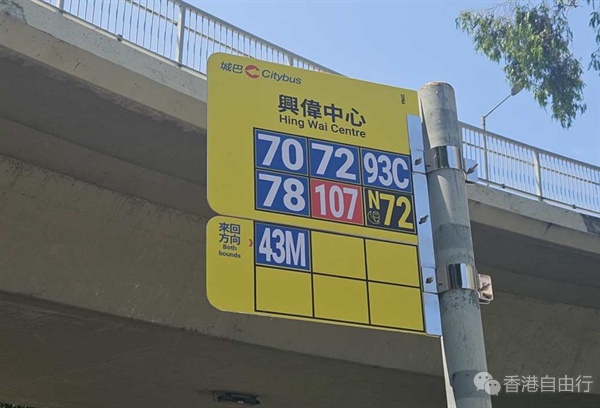 城巴 Citybus
興偉中心
Hing Wai Centre
70 72 93C
78 107 N72
來回
方向
Both
bounds
43M
香港自由行